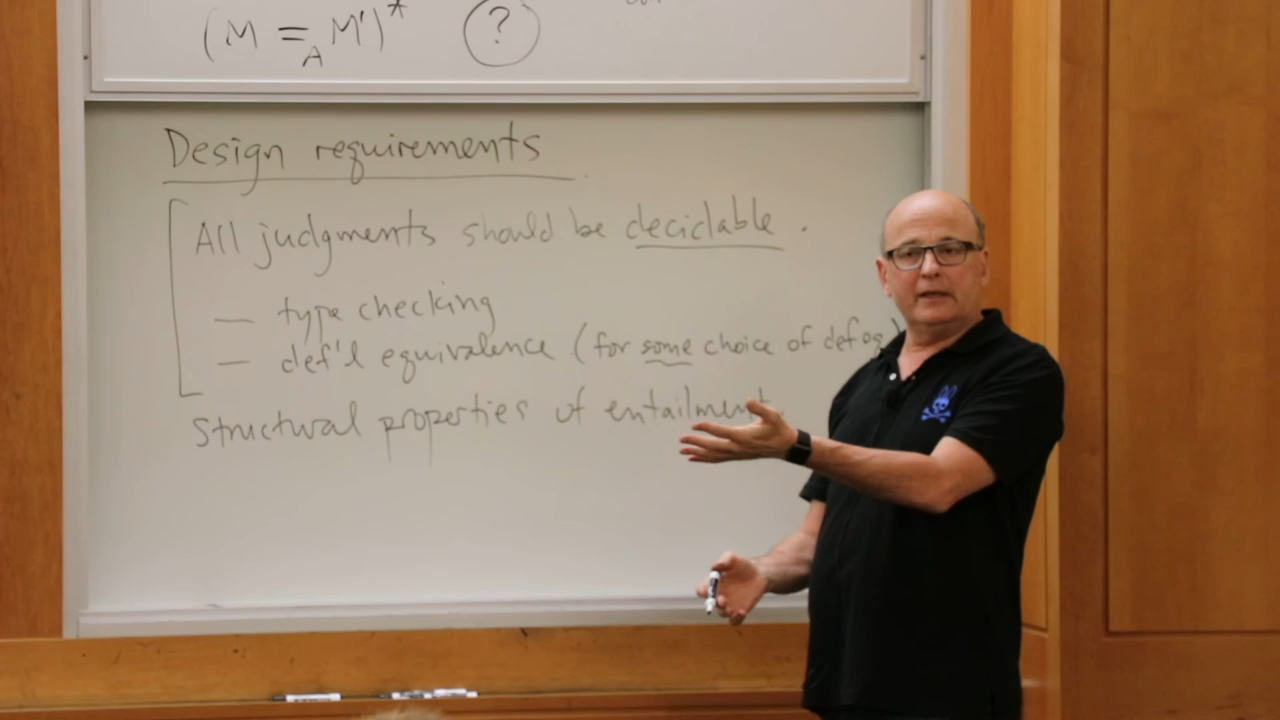 (M =A M')* ?
Design requirements
All judgments should be decidable.
— type checking
— def'l equivalence (for some choice of defos)
structural properties of entailment.